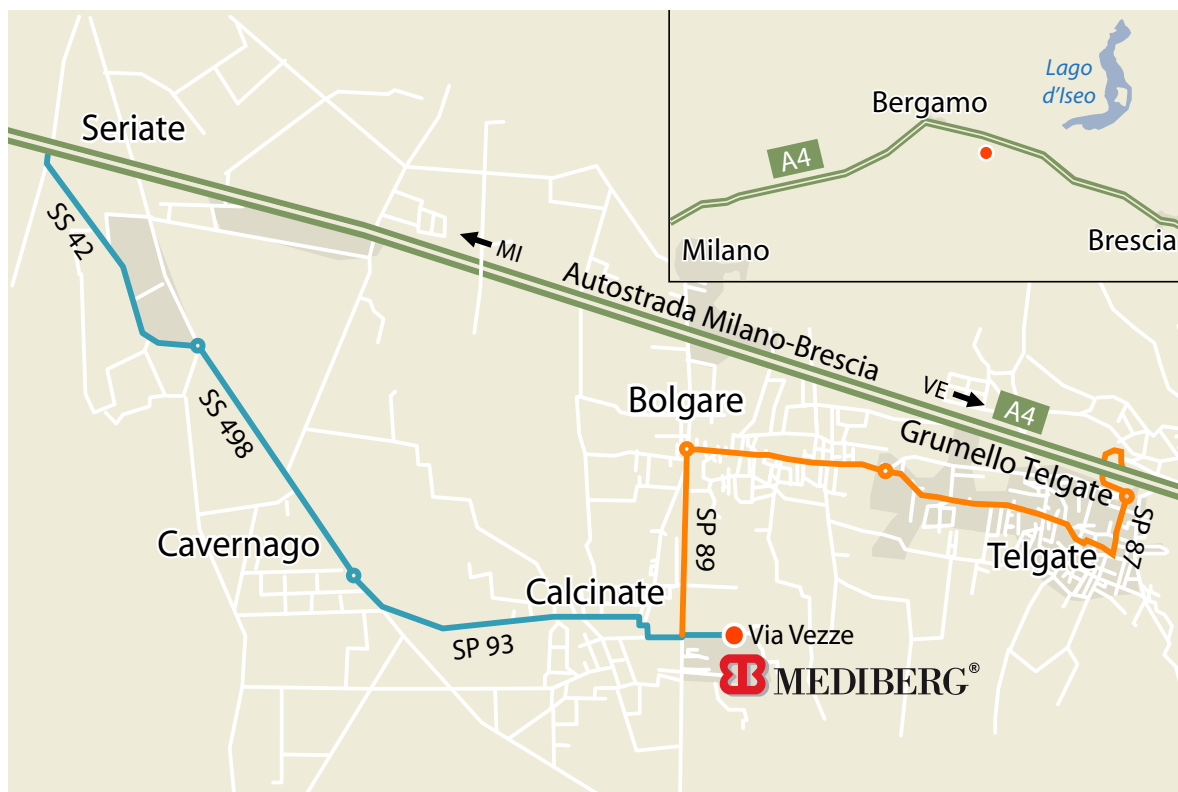 Seriate
SS 42
SS 498
Cavernago
SP 93
Calcinate
MI
Autostrada Milano-Brescia
VE
A4
Grumello Telgate
Bolgare
SP 89
Telgate
SP 87
Via Vezze
MEDIBERG®
Lago
d'Iseo
Bergamo
A4
Milano
Brescia